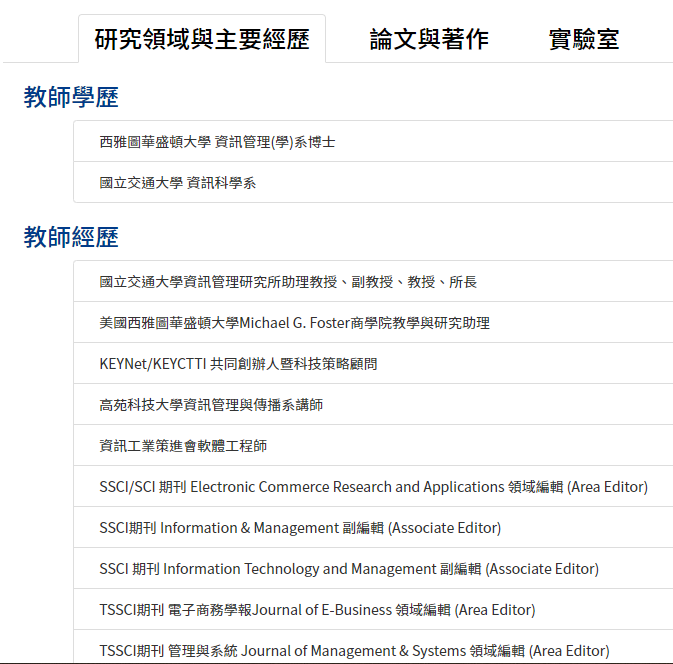 研究領域與主要經歷 論文與著作 實驗室
教師學歷
西雅圖華盛頓大學 資訊管理(學)系博士
國立交通大學 資訊科學系
教師經歷
國立交通大學資訊管理研究所助理教授、副教授、教授、所長
美國西雅圖華盛頓大學Michael G. Foster商學院教學與研究助理
KEYNet/KEYCTTI 共同創辦人暨科技策略顧問
高苑科技大學資訊管理與傳播系講師
資訊工業策進會軟體工程師
SSCI/SCI 期刊 Electronic Commerce Research and Applications 領域編輯 (Area Editor)
SSCI期刊 Information & Management 副編輯 (Associate Editor)
SSCI 期刊 Information Technology and Management 副編輯 (Associate Editor)
TSSCI期刊 電子商務學報Journal of E-Business 領域編輯 (Area Editor)
TSSCI期刊 管理與系統 Journal of Management & Systems 領域編輯 (Area Editor)